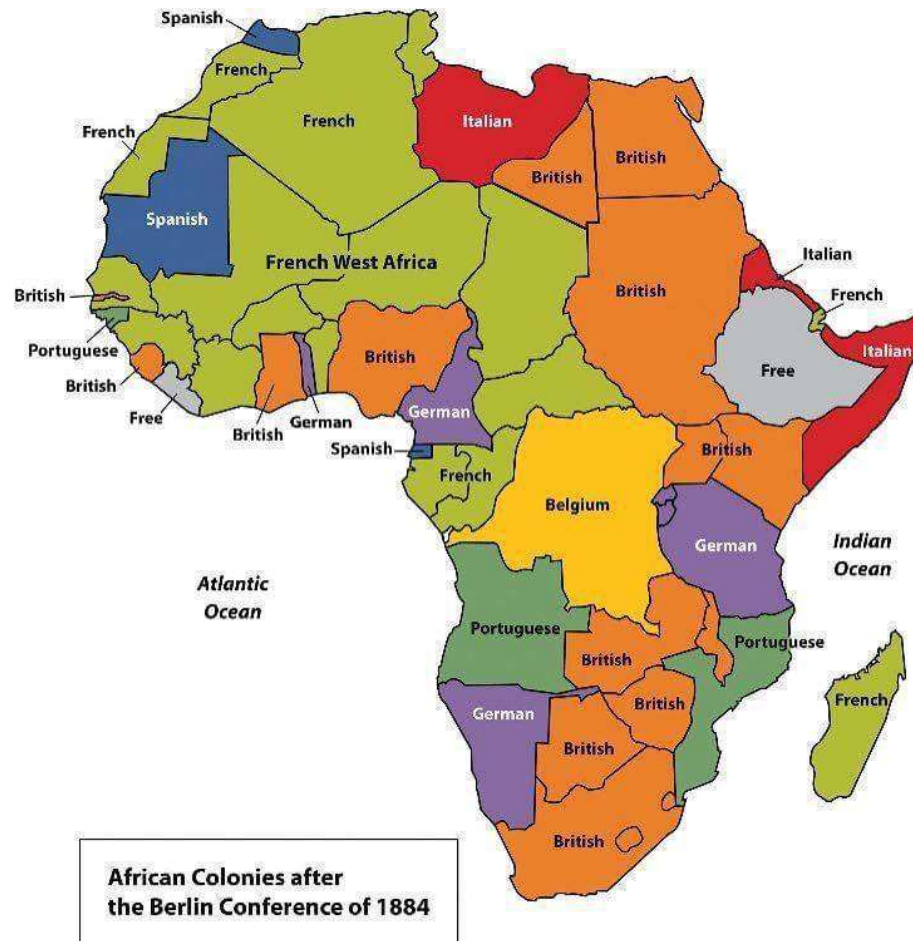 Spanish
French
French
French
Italian
British
British
Spanish
French West Africa
Italian
British
British
French
Portuguese
British
Italian
British
Free
Free
German
British
German
Spanish
British
French
Belgium
German
Indian
Ocean
Atlantic
Ocean
Portuguese
Portuguese
British
German
British
French
British
British
African Colonies after
the Berlin Conference of 1884